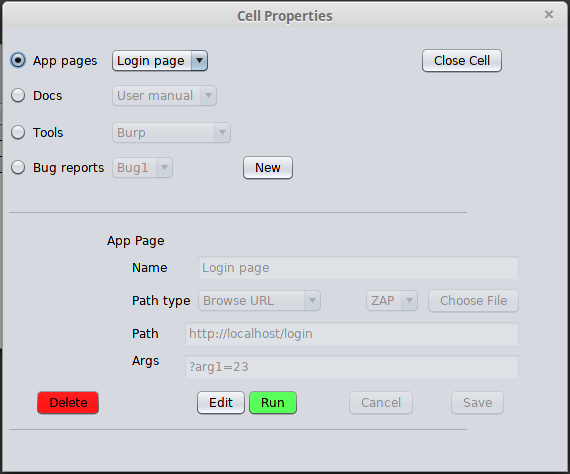 Cell Properties ×
App pages Login page Close Cell
Docs User manual
Tools Burp
Bug reports Bug1 New
App Page
Name Login page
Path type Browse URL ZAP Choose File
Path http://localhost/login
Args ?arg1=23
Delete Edit Run Cancel Save